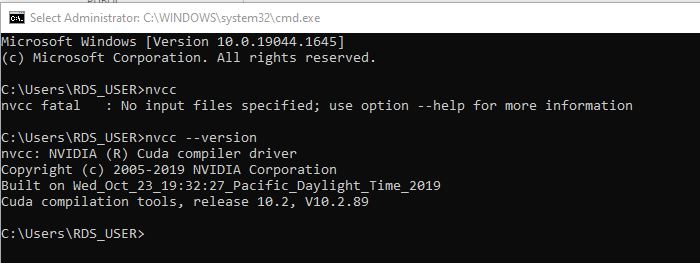 Select Administrator: C:\WINDOWS\system32\cmd.exe
Microsoft Windows [Version 10.0.19044.1645]
(c) Microsoft Corporation. All rights reserved.
C:\Users\RDS_USER>nvcc
nvcc fatal   : No input files specified; use option --help for more information
C:\Users\RDS_USER>nvcc --version
nvcc: NVIDIA (R) Cuda compiler driver
Copyright (c) 2005-2019 NVIDIA Corporation
Built on Wed_Oct_23_19:32:27_Pacific_Daylight_Time_2019
Cuda compilation tools, release 10.2, V10.2.89
C:\Users\RDS_USER>